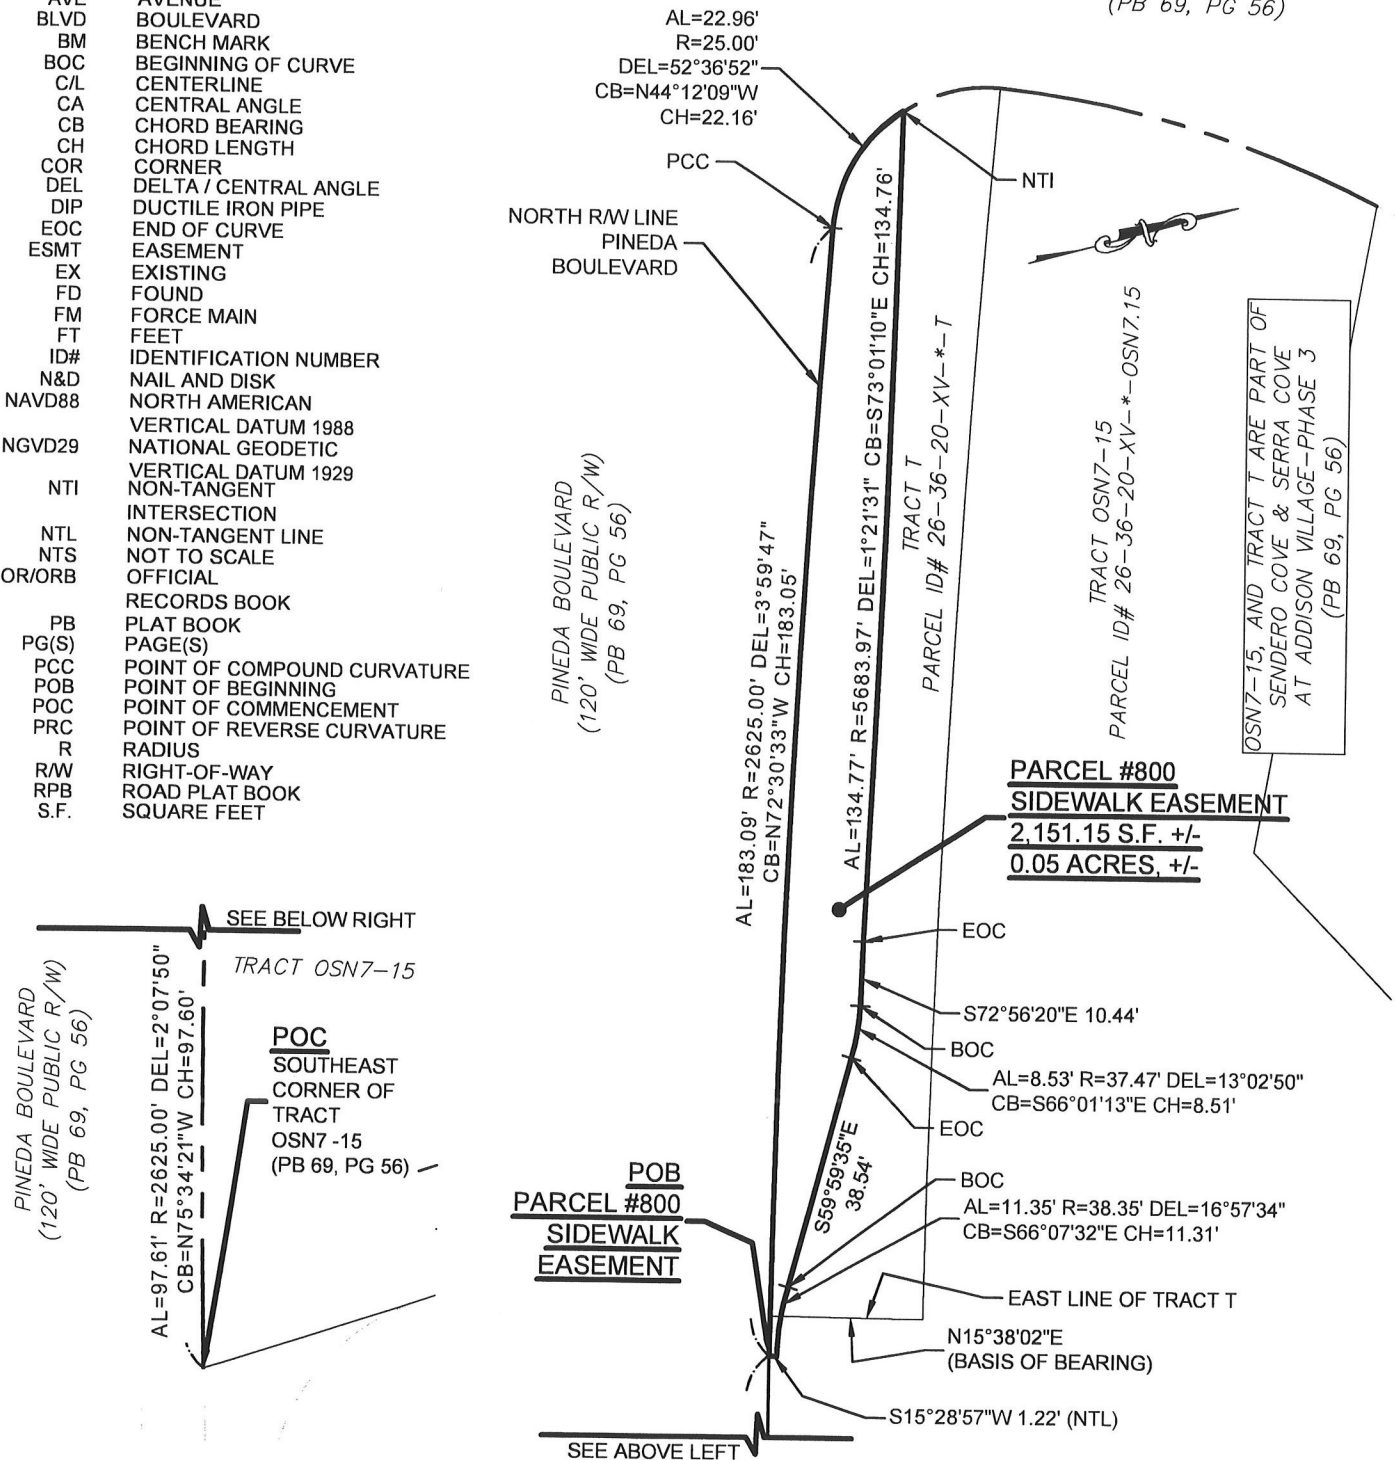 AVE AVENUE
BLVD BOULEVARD
BM BENCH MARK
BOC BEGINNING OF CURVE
C/L CENTERLINE
CA CENTRAL ANGLE
CB CHORD BEARING
CH CHORD LENGTH
COR CORNER
DEL DELTA / CENTRAL ANGLE
DIP DUCTILE IRON PIPE
EOC END OF CURVE
ESMT EASEMENT
EX EXISTING
FD FOUND
FM FORCE MAIN
FT FEET
ID# IDENTIFICATION NUMBER
N&D NAIL AND DISK
NAVD88 NORTH AMERICAN
VERTICAL DATUM 1988
NGVD29 NATIONAL GEODETIC
VERTICAL DATUM 1929
NTI NON-TANGENT
INTERSECTION
NTL NON-TANGENT LINE
NTS NOT TO SCALE
OR/ORB OFFICIAL
RECORDS BOOK
PB PLAT BOOK
PG(S) PAGE(S)
PCC POINT OF COMPOUND CURVATURE
POB POINT OF BEGINNING
POC POINT OF COMMENCEMENT
PRC POINT OF REVERSE CURVATURE
R RADIUS
R/W RIGHT-OF-WAY
RPB ROAD PLAT BOOK
S.F. SQUARE FEET
(PB 69, PG 56)
AL=22.96'
R=25.00'
DEL=52°36'52"
CB=N44°12'09"W
CH=22.16'
PCC
NTI
NORTH R/W LINE
PINEDA
BOULEVARD
PINEDA BOULEVARD
(120' WIDE PUBLIC R/W)
(PB 69, PG 56)
AL=183.09' R=2625.00' DEL=3°59'47"
CB=N72°30'33"W CH=183.05'
AL=134.77' R=5683.97' DEL=1°21'31" CB=S73°01'10"E CH=134.76'
TRACT T
PARCEL ID# 26-36-20-XV-*-T
TRACT OSN7-15
PARCEL ID# 26-36-20-XV-*-OSN7.15
OSN7-15, AND TRACT T ARE PART OF
SENDERO COVE & SERRA COVE
AT ADDISON VILLAGE-PHASE 3
(PB 69, PG 56)
PARCEL #800
SIDEWALK EASEMENT
2,151.15 S.F. +/-
0.05 ACRES, +/-
EOC
S72°56'20"E 10.44'
BOC
AL=8.53' R=37.47' DEL=13°02'50"
CB=S66°01'13"E CH=8.51'
EOC
S59°59'35"E
38.54'
BOC
AL=11.35' R=38.35' DEL=16°57'34"
CB=S66°07'32"E CH=11.31'
EAST LINE OF TRACT T
N15°38'02"E
(BASIS OF BEARING)
S15°28'57"W 1.22' (NTL)
POB
PARCEL #800
SIDEWALK
EASEMENT
SEE ABOVE LEFT
SEE BELOW RIGHT
TRACT OSN7-15
PINEDA BOULEVARD
(120' WIDE PUBLIC R/W)
(PB 69, PG 56)
AL=97.61' R=2625.00' DEL=2°07'50"
CB=N75°34'21"W CH=97.60'
POC
SOUTHEAST
CORNER OF
TRACT
OSN7 -15
(PB 69, PG 56)